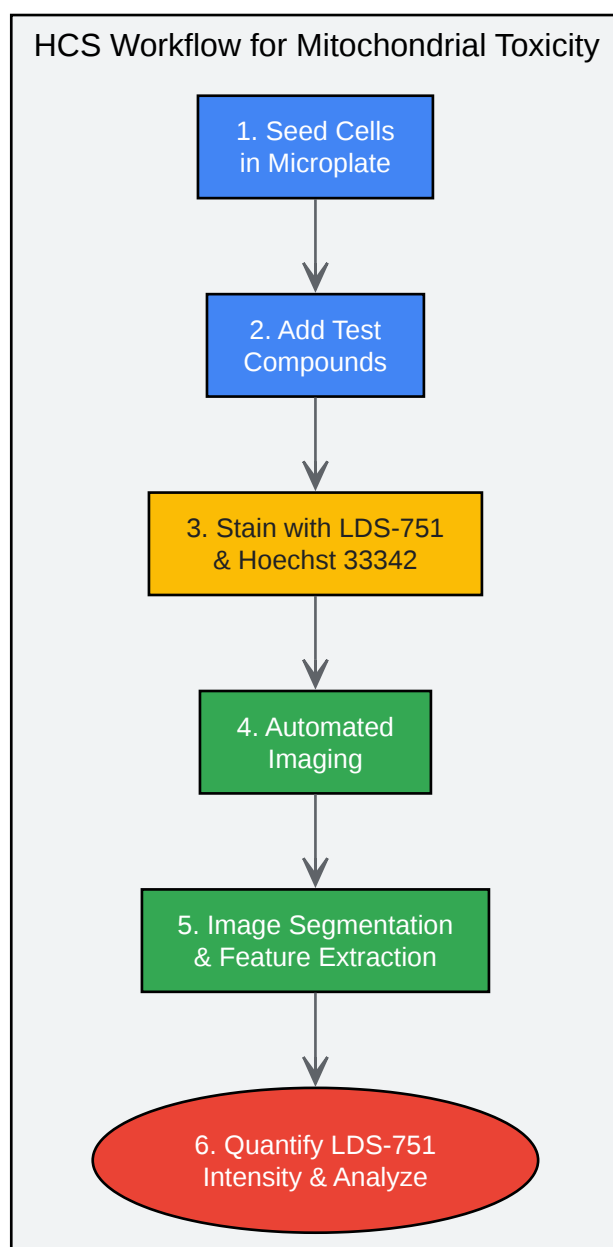 HCS Workflow for Mitochondrial Toxicity
1. Seed Cells
in Microplate
2. Add Test
Compounds
3. Stain with LDS-751
& Hoechst 33342
4. Automated
Imaging
5. Image Segmentation
& Feature Extraction
6. Quantify LDS-751
Intensity & Analyze